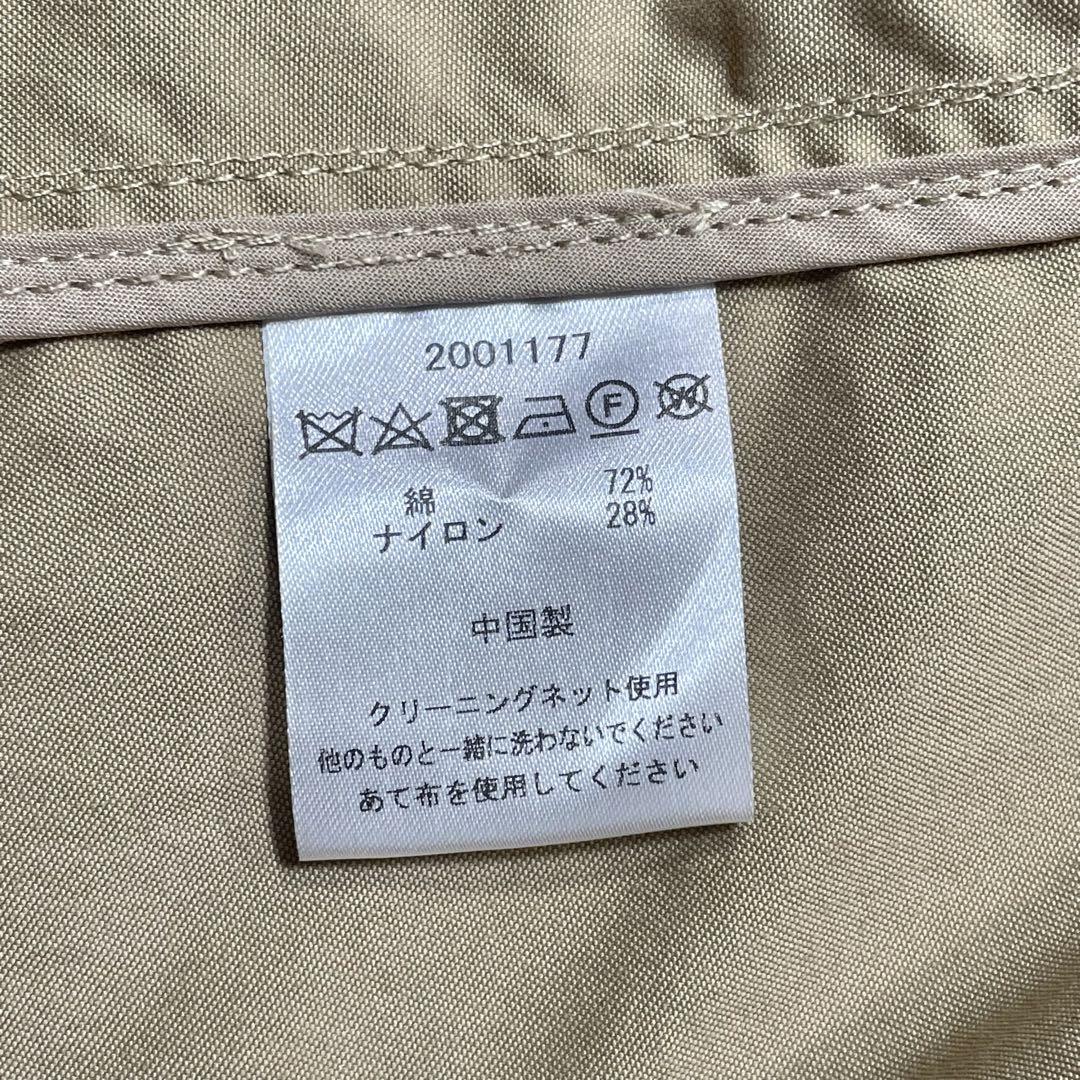 2001177
F W
綿 72%
ナイロン 28%
中国製
クリーニングネット使用
他のものと一緒に洗わないでください
あて布を使用してください